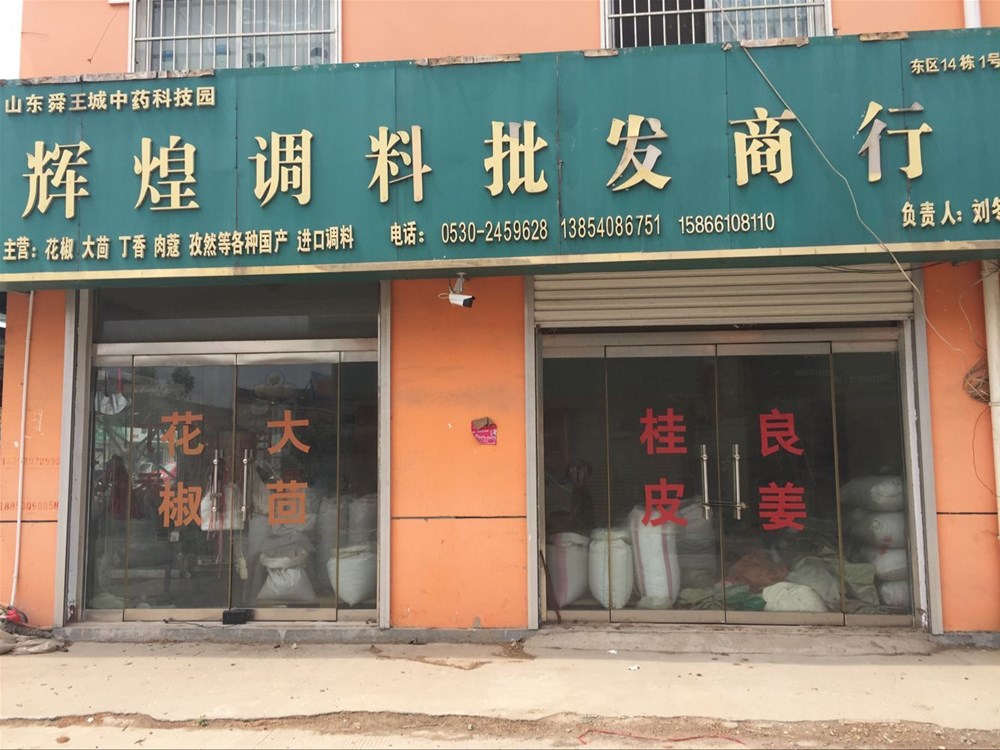 山东舜王城中药科技园
东区14栋1号
辉煌调料批发商行
主营：花椒 大茴 丁香 肉蔻 孜然等各种国产 进口调料
电话： 0530-2459628 13854086751 15866108110
负责人：刘
花椒
大茴
桂皮
良姜